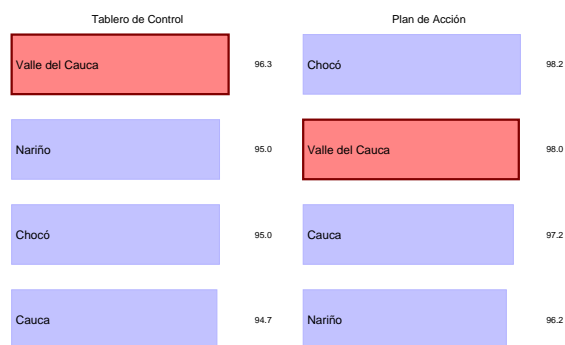 Tablero de Control
Valle del Cauca 96.3
Nariño 95.0
Chocó 95.0
Cauca 94.7
Plan de Acción
Chocó 98.2
Valle del Cauca 98.0
Cauca 97.2
Nariño 96.2